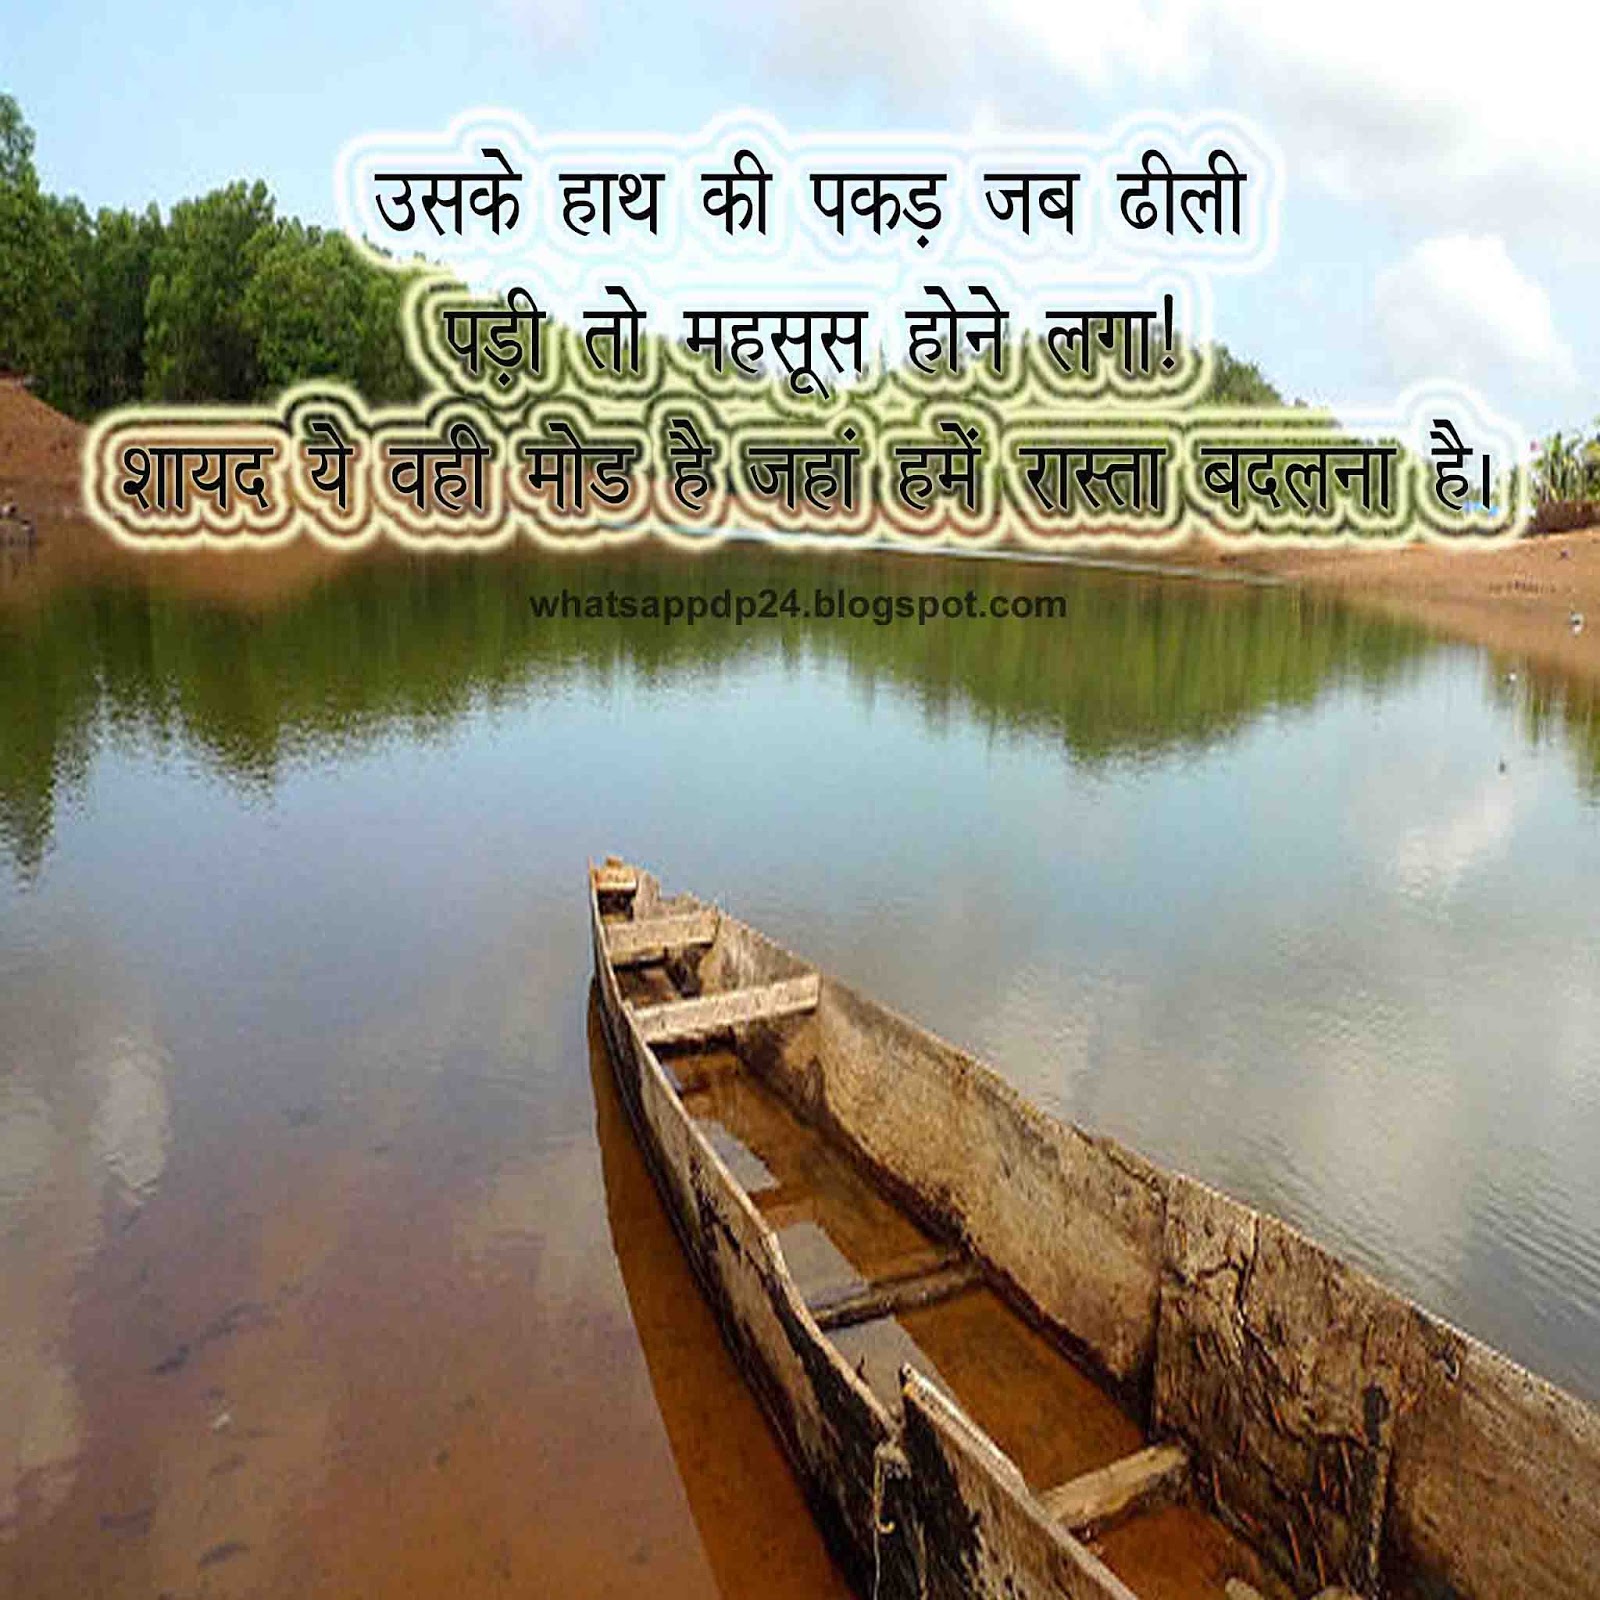 उसके हाथ की पकड़ जब ढीली
पड़ी तो महसूस होने लगा!
शायद ये वही मोड है जहां हमें रास्ता बदलना है।
whatsappdp24.blogspot.com